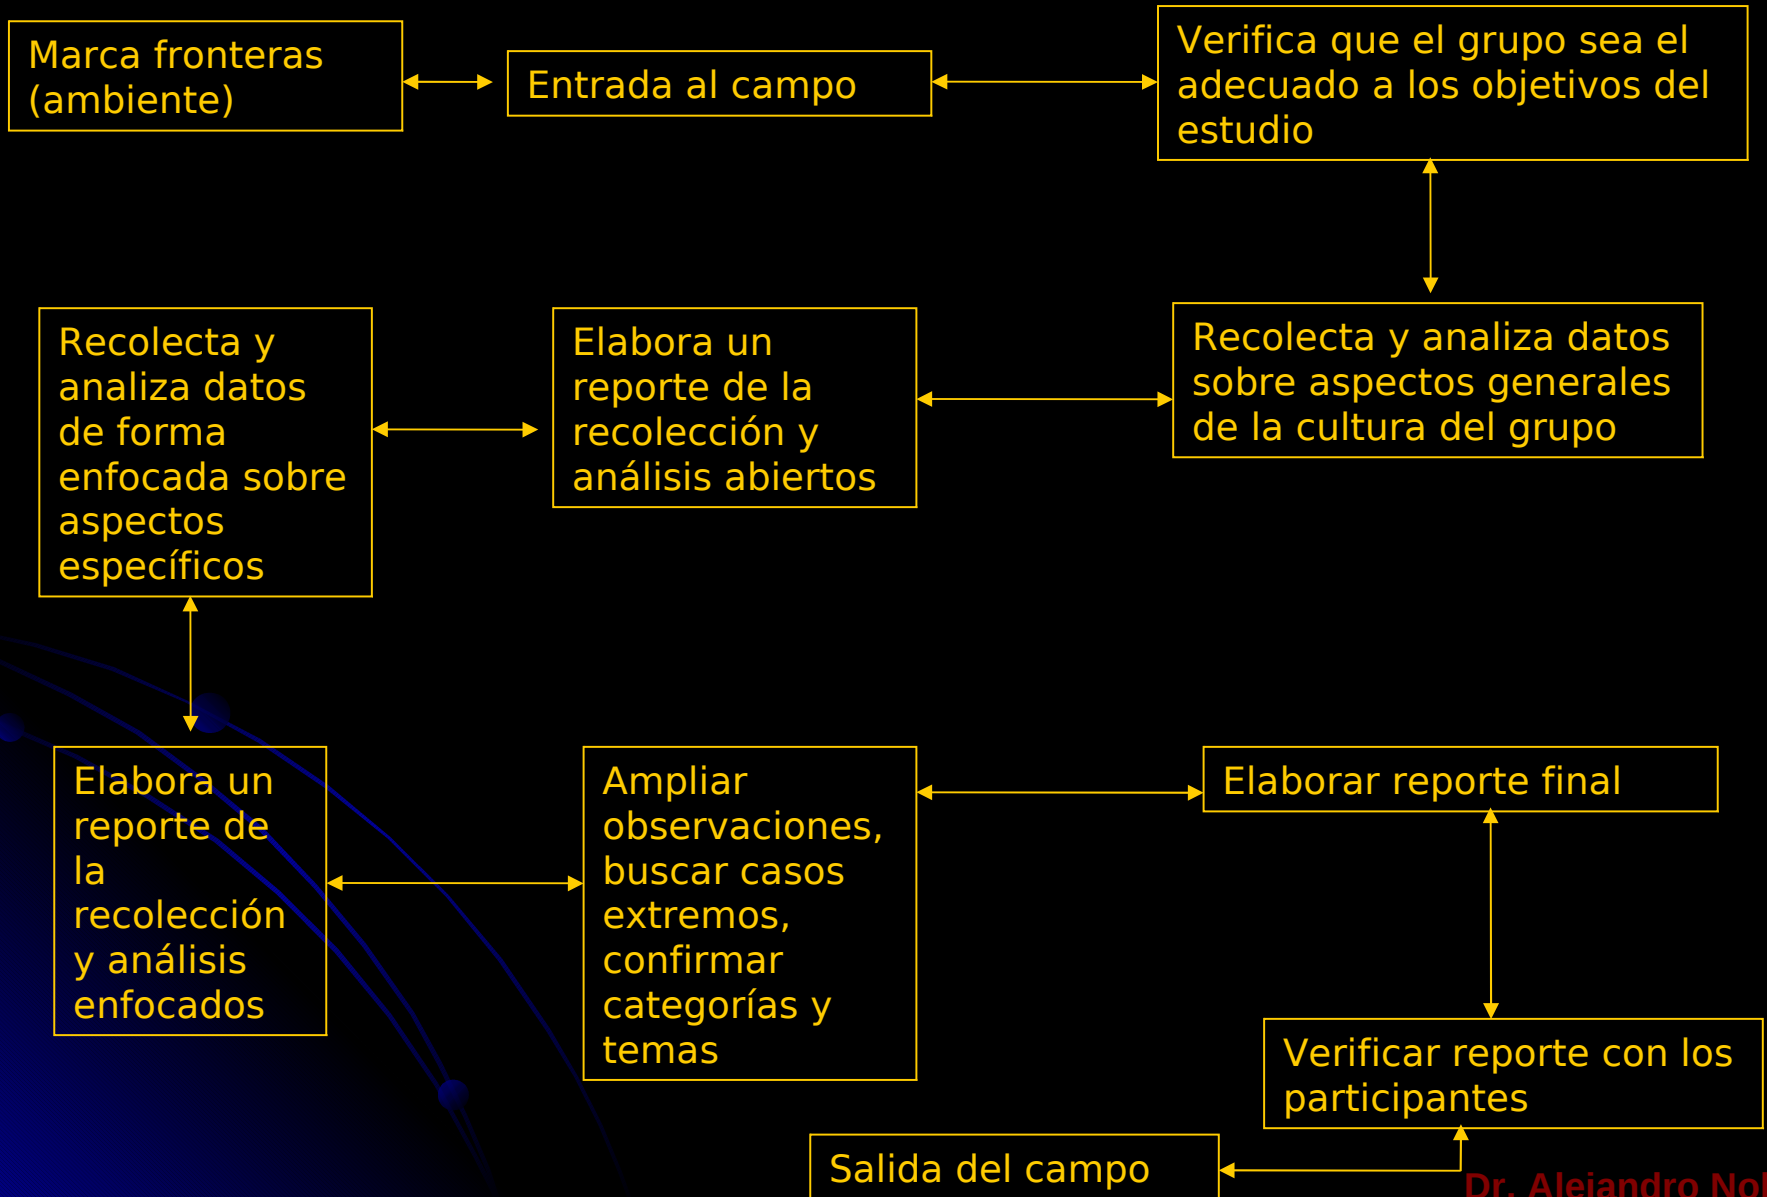 Marca fronteras
(ambiente)
Entrada al campo
Verifica que el grupo sea el
adecuado a los objetivos del
estudio
Recolecta y analiza datos
sobre aspectos generales
de la cultura del grupo
Elabora un
reporte de la
recolección y
análisis abiertos
Recolecta y
analiza datos
de forma
enfocada sobre
aspectos
específicos
Elabora un
reporte de
la
recolección
y análisis
enfocados
Ampliar
observaciones,
buscar casos
extremos,
confirmar
categorías y
temas
Elaborar reporte final
Verificar reporte con los
participantes
Salida del campo
Dr. Alejandro